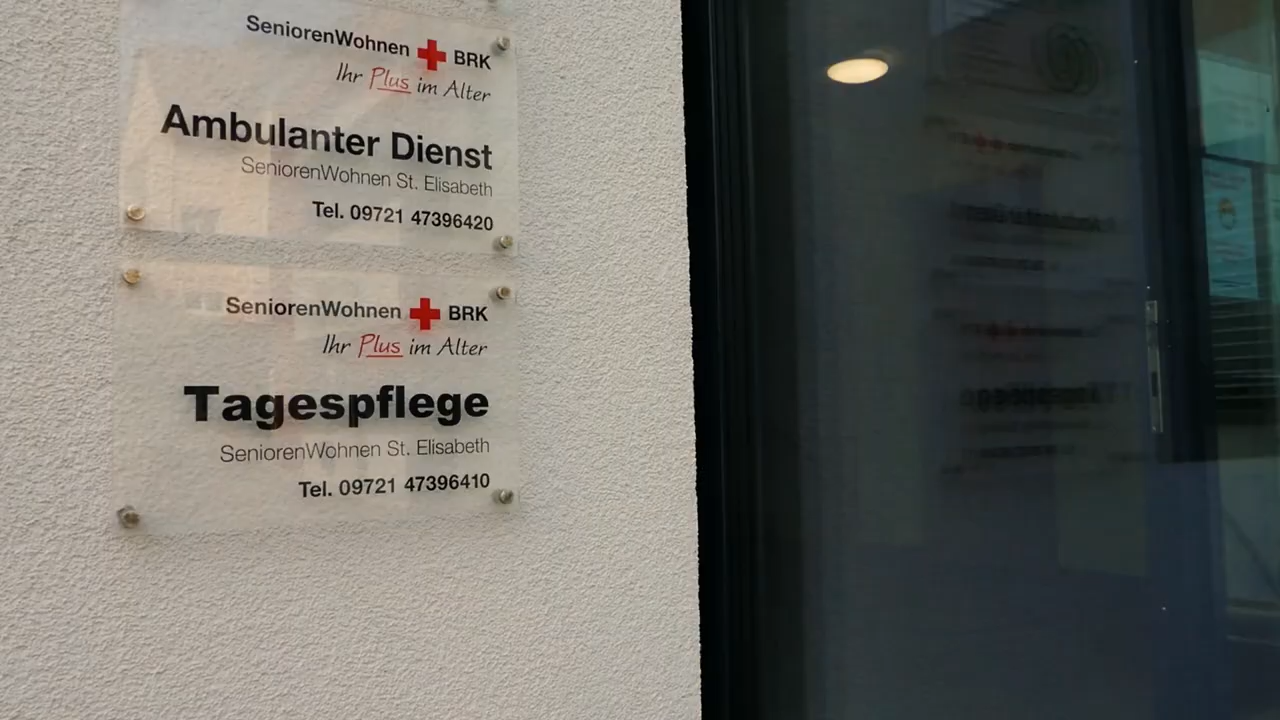 SeniorenWohnen BRK
Ihr Plus im Alter
Ambulanter Dienst
SeniorenWohnen St. Elisabeth
Tel. 09721 47396420
SeniorenWohnen BRK
Ihr Plus im Alter
Tagespflege
SeniorenWohnen St. Elisabeth
Tel. 09721 47396410